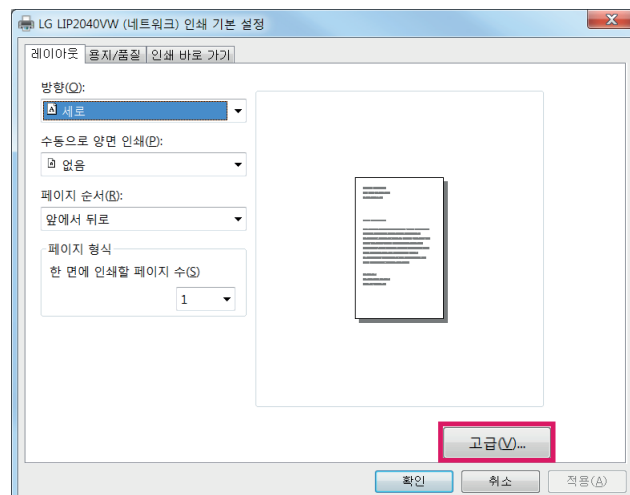 LG LIP2040VW (네트워크) 인쇄 기본 설정
레이아웃 용지/품질 인쇄 바로 가기
방향(O):
세로
수동으로 양면 인쇄(P):
없음
페이지 순서(R):
앞에서 뒤로
페이지 형식
한 면에 인쇄할 페이지 수(S)
1
고급(V)...
확인 취소 적용(A)